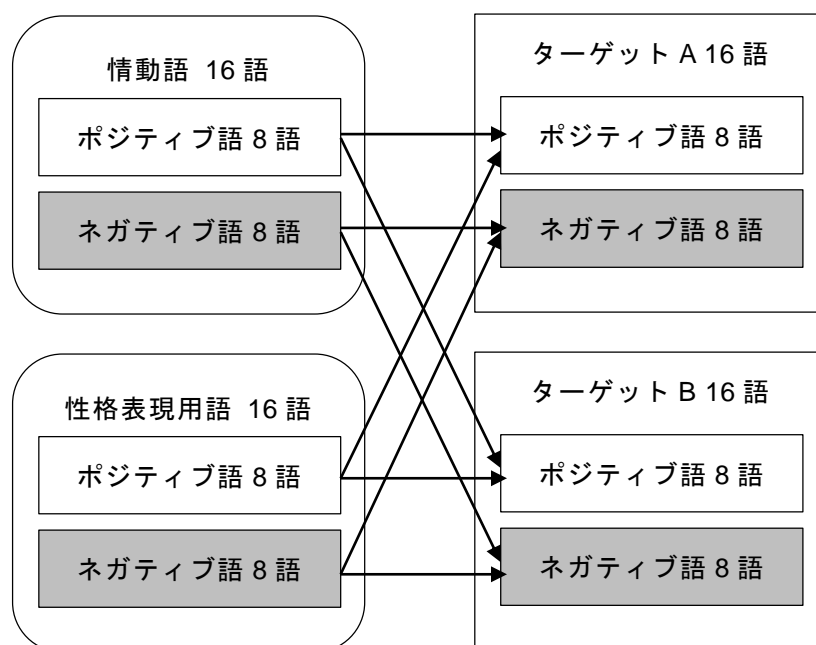 情動語 16 語
ポジティブ語 8 語
ネガティブ語 8 語
性格表現用語 16 語
ポジティブ語 8 語
ネガティブ語 8 語
ターゲット A 16 語
ポジティブ語 8 語
ネガティブ語 8 語
ターゲット B 16 語
ポジティブ語 8 語
ネガティブ語 8 語